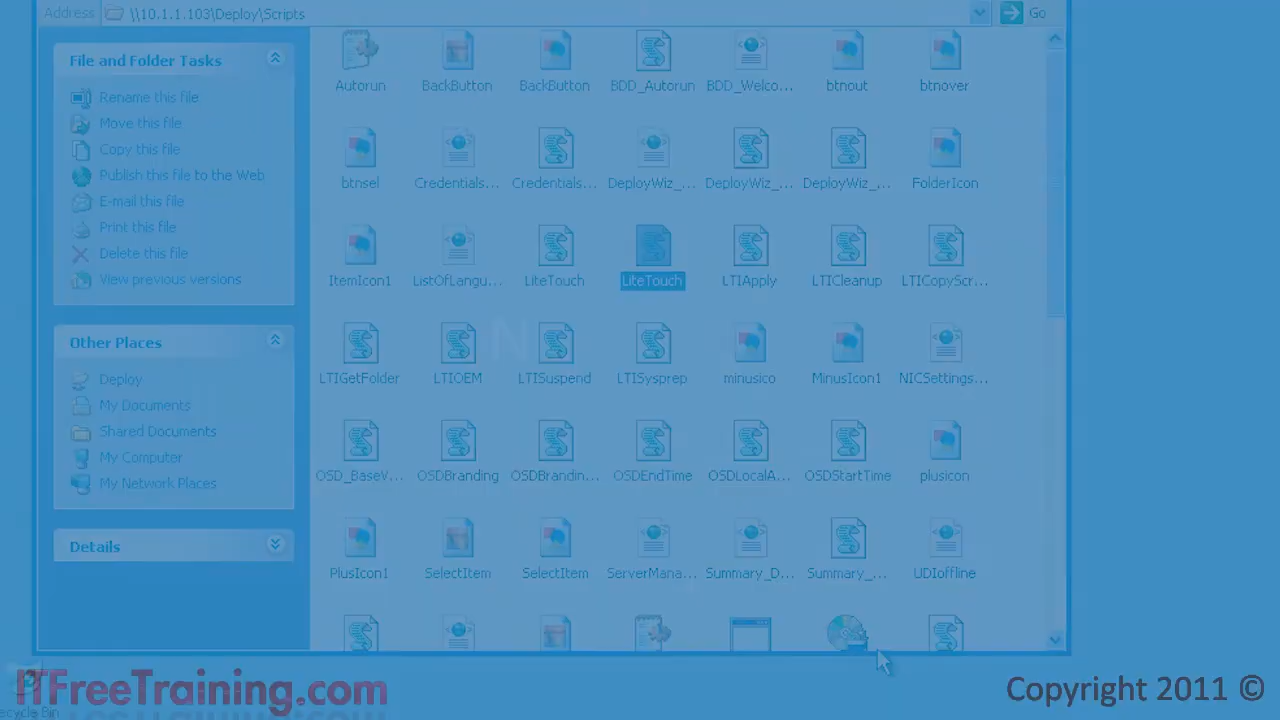 Address \\10.1.1.103\Deploy\Scripts Go
File and Folder Tasks
Rename this file
Move this file
Copy this file
Publish this file to the Web
E-mail this file
Print this file
Delete this file
View previous versions
Other Places
Deploy
My Documents
Shared Documents
My Computer
My Network Places
Details
Autorun BackButton BackButton BDD_Autorun BDD_Welco... btnout btnover
btnsel Credentials... Credentials... DeployWiz_... DeployWiz_... DeployWiz_... FolderIcon
ItemIcon1 ListOfLangu... LiteTouch LiteTouch LTIApply LTICleanup LTICopyScr...
LTIGetFolder LTIOEM LTISuspend LTISysprep minusico MinusIcon1 NICSettings...
OSD_BaseV... OSDBranding OSDBrandin... OSDEndTime OSDLocalA... OSDStartTime plusicon
PlusIcon1 SelectItem SelectItem ServerMana... Summary_D... Summary_... UDIoffline
ITFreeTraining.com
ecycle Bin
Copyright 2011 ©